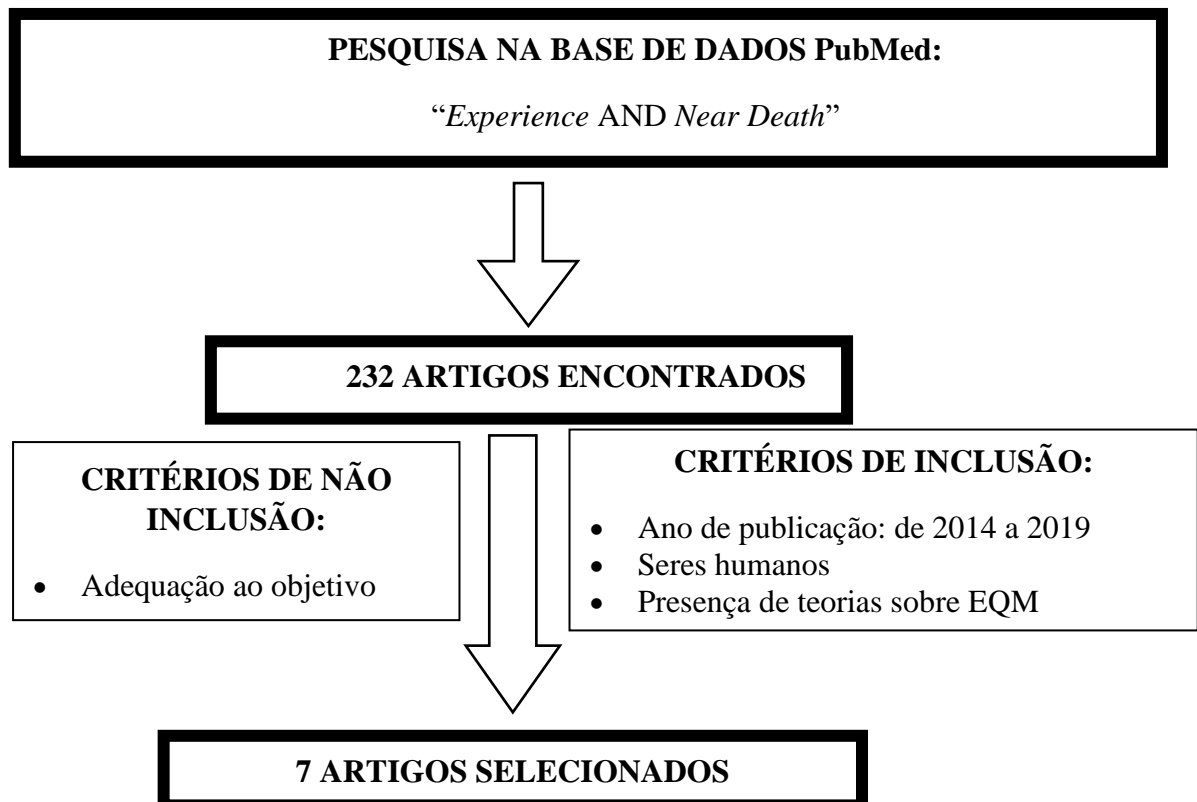 PESQUISA NA BASE DE DADOS PubMed:
“Experience AND Near Death”
232 ARTIGOS ENCONTRADOS
CRITÉRIOS DE NÃO
INCLUSÃO:
• Adequação ao objetivo
CRITÉRIOS DE INCLUSÃO:
• Ano de publicação: de 2014 a 2019
• Seres humanos
• Presença de teorias sobre EQM
7 ARTIGOS SELECIONADOS